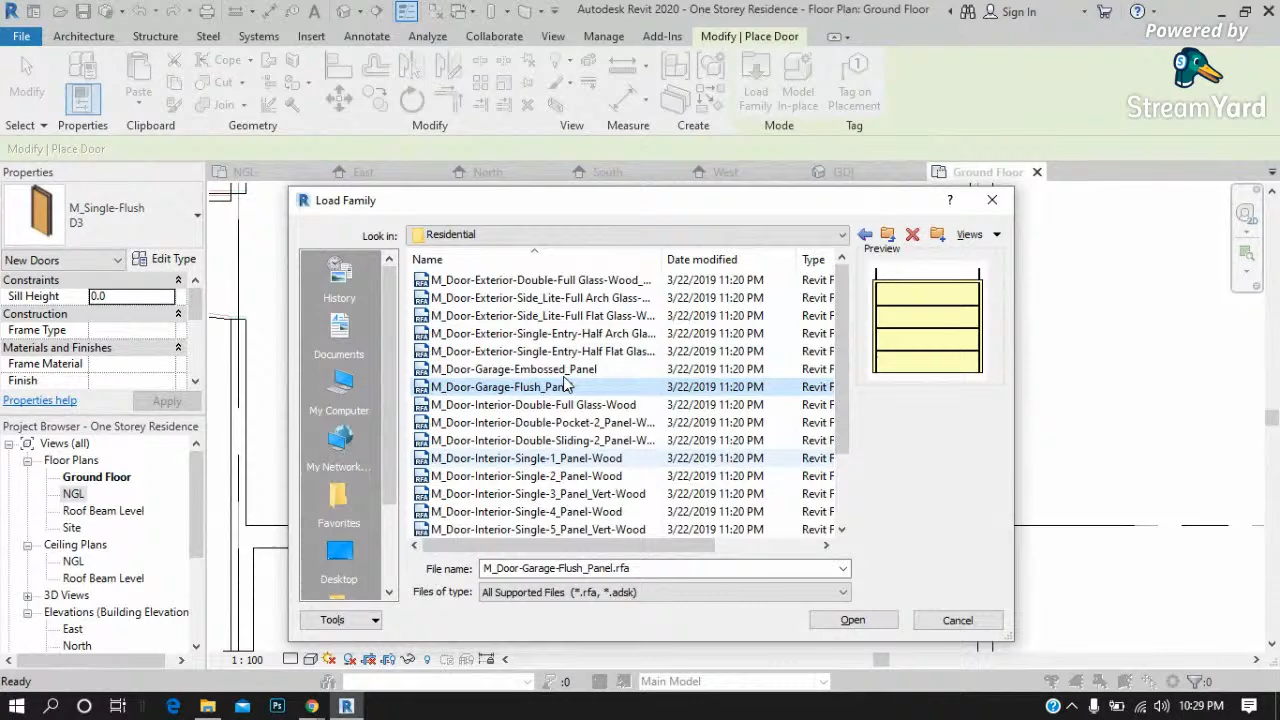 Autodesk Revit 2020 - One Storey Residence - Floor Plan: Ground Floor
Sign In
Powered by
StreamYard
File Architecture Structure Steel Systems Insert Annotate Analyze Collaborate View Manage Add-Ins Modify | Place Door
Modify
Paste
Cope
Cut
Join
Load Family
Model In-place
Tag on Placement
Select Properties Clipboard Geometry Modify View Measure Create Mode Tag
Modify | Place Door
Properties
M_Single-Flush
D3
New Doors Edit Type
Constraints
Sill Height 0.0
Construction
Frame Type
Materials and Finishes
Frame Material
Finish
Properties help Apply
Project Browser - One Storey Residence
Views (all)
Floor Plans
Ground Floor
NGL
Roof Beam Level
Site
Ceiling Plans
NGL
Roof Beam Level
3D Views
Elevations (Building Elevation
East
North
NGL East North South West {3D} Ground Floor
Load Family
Look in: Residential
Views
Preview
Name Date modified Type
M_Door-Exterior-Double-Full Glass-Wood_... 3/22/2019 11:20 PM Revit F
M_Door-Exterior-Side_Lite-Full Arch Glass-... 3/22/2019 11:20 PM Revit F
M_Door-Exterior-Side_Lite-Full Flat Glass-W... 3/22/2019 11:20 PM Revit F
M_Door-Exterior-Single-Entry-Half Arch Gla... 3/22/2019 11:20 PM Revit F
M_Door-Exterior-Single-Entry-Half Flat Glas... 3/22/2019 11:20 PM Revit F
M_Door-Garage-Embossed_Panel 3/22/2019 11:20 PM Revit F
M_Door-Garage-Flush_Panel 3/22/2019 11:20 PM Revit F
M_Door-Interior-Double-Full Glass-Wood 3/22/2019 11:20 PM Revit F
M_Door-Interior-Double-Pocket-2_Panel-W... 3/22/2019 11:20 PM Revit F
M_Door-Interior-Double-Sliding-2_Panel-W... 3/22/2019 11:20 PM Revit F
M_Door-Interior-Single-1_Panel-Wood 3/22/2019 11:20 PM Revit F
M_Door-Interior-Single-2_Panel-Wood 3/22/2019 11:20 PM Revit F
M_Door-Interior-Single-3_Panel_Vert-Wood 3/22/2019 11:20 PM Revit F
M_Door-Interior-Single-4_Panel-Wood 3/22/2019 11:20 PM Revit F
M_Door-Interior-Single-5_Panel_Vert-Wood 3/22/2019 11:20 PM Revit F
History
Documents
My Computer
My Network...
Favorites
Desktop
File name: M_Door-Garage-Flush_Panel.rfa
Files of type: All Supported Files (*.rfa, *.adsk)
Tools Open Cancel
1 : 100
Ready
:0
Main Model
:0
10:29 PM